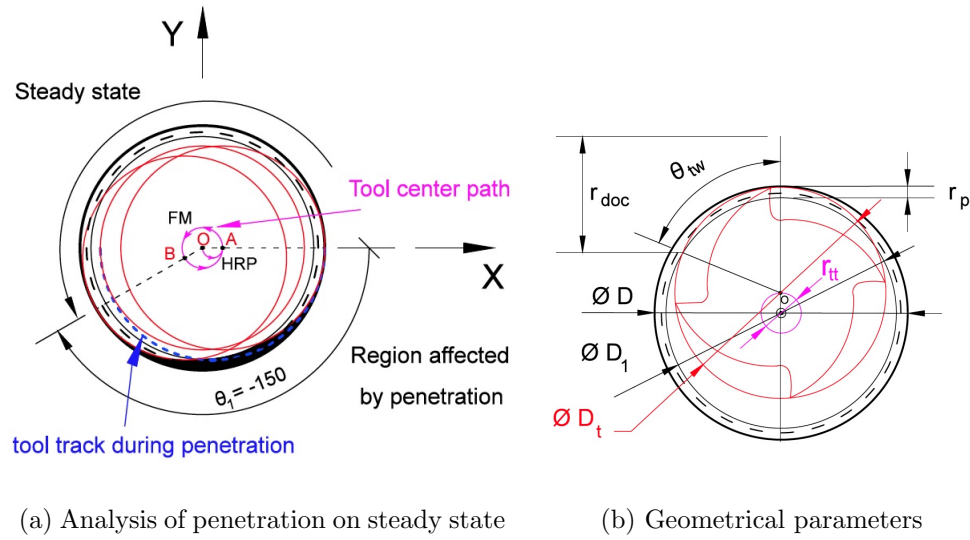 Y
Steady state
Tool center path
FM
O
A
B
HRP
X
Region affected
by penetration
θ1 = -150
tool track during penetration
θtw
rdoc
rp
rtt
O
Ø D
Ø D1
Ø Dt
(a) Analysis of penetration on steady state
(b) Geometrical parameters